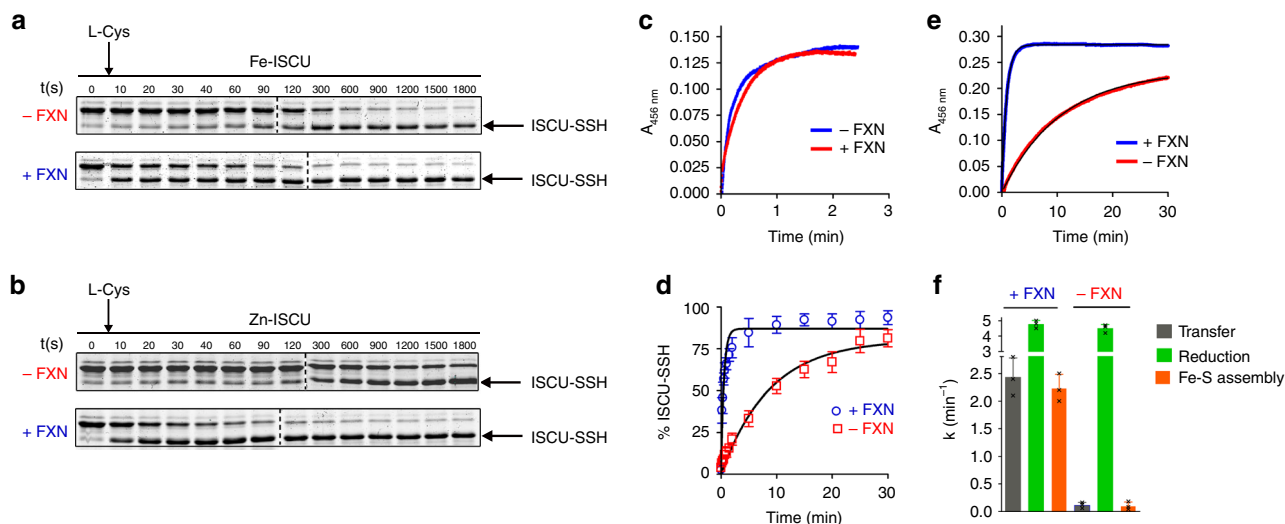 a
L-Cys
Fe-ISCU
t(s) 0 10 20 30 40 60 90 120 300 600 900 1200 1500 1800
– FXN
ISCU-SSH
+ FXN
ISCU-SSH
b
L-Cys
Zn-ISCU
t(s) 0 10 20 30 40 60 90 120 300 600 900 1200 1500 1800
– FXN
ISCU-SSH
+ FXN
ISCU-SSH
c
0.150
0.125
0.100
0.075
0.050
0.025
0.000
A456 nm
– FXN
+ FXN
0 1 2 3
Time (min)
d
100
75
50
25
0
% ISCU-SSH
+ FXN
– FXN
0 10 20 30
Time (min)
e
0.30
0.20
0.10
0.00
A456 nm
+ FXN
– FXN
0 10 20 30
Time (min)
f
+ FXN – FXN
5
4
3
2.5
2.0
1.5
1.0
0.5
0.0
k (min⁻¹)
Transfer
Reduction
Fe-S assembly